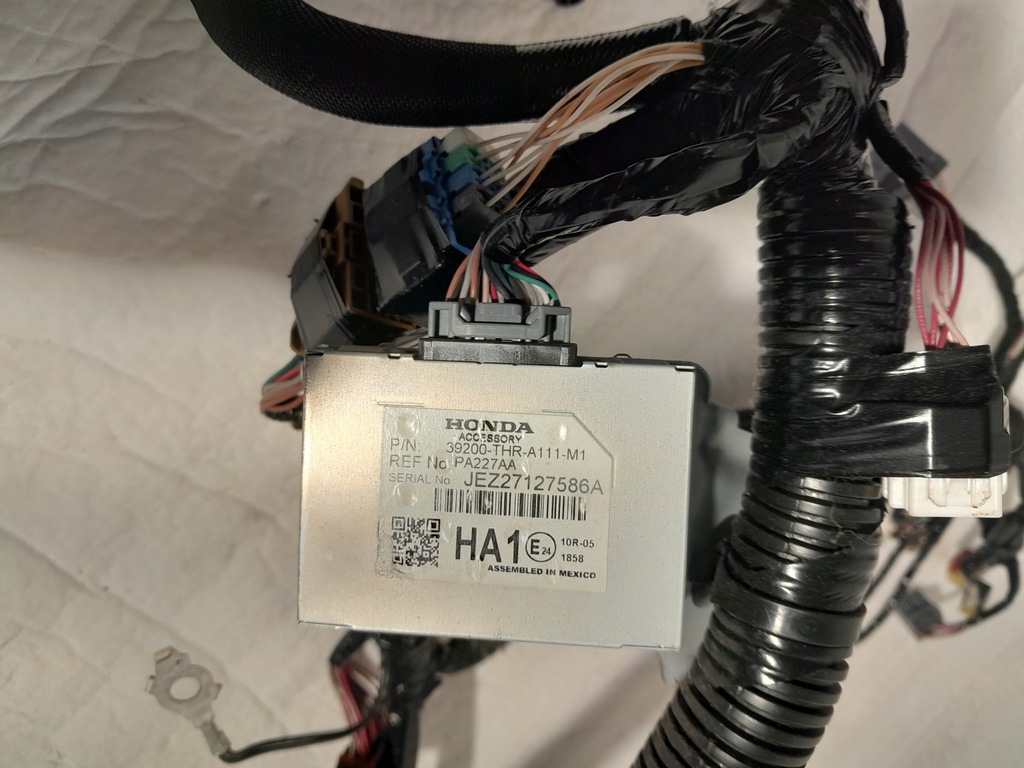 HONDA
ACCESSORY
P/N: 39200-THR-A111-M1
REF No PA227AA
SERIAL No JEZ27127586A
HA1 E24 10R-05
1858
ASSEMBLED IN MEXICO